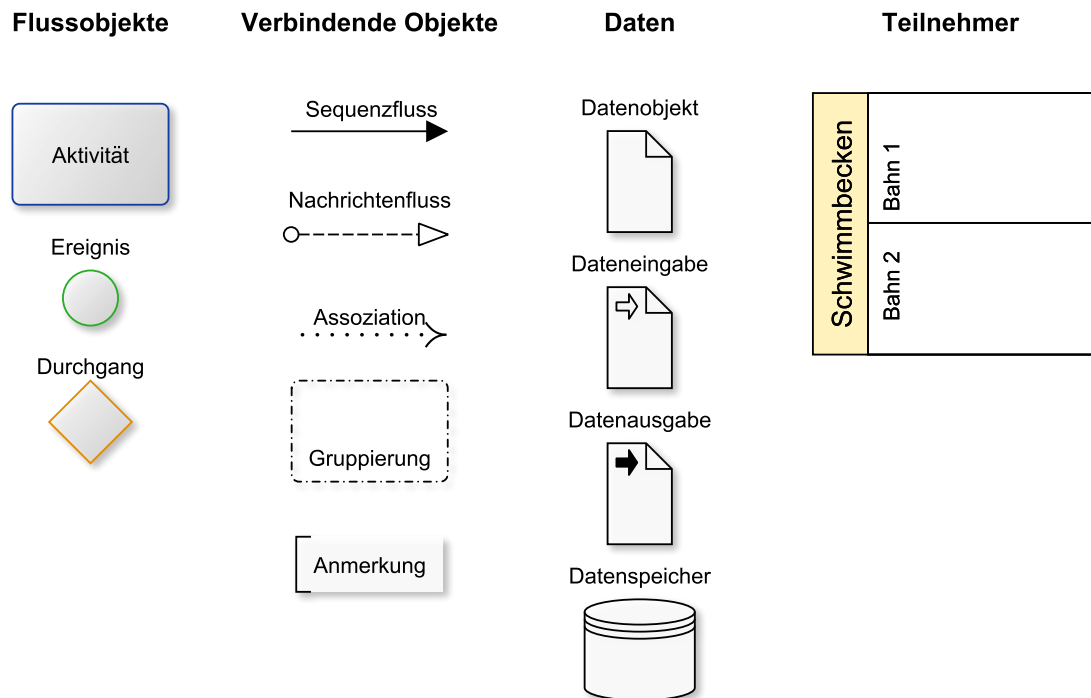 Flussobjekte
Verbindende Objekte
Daten
Teilnehmer
Aktivität
Ereignis
Durchgang
Sequenzfluss
Nachrichtenfluss
Assoziation
Gruppierung
Anmerkung
Datenobjekt
Dateneingabe
Datenausgabe
Datenspeicher
Schwimmbecken
Bahn 1
Bahn 2